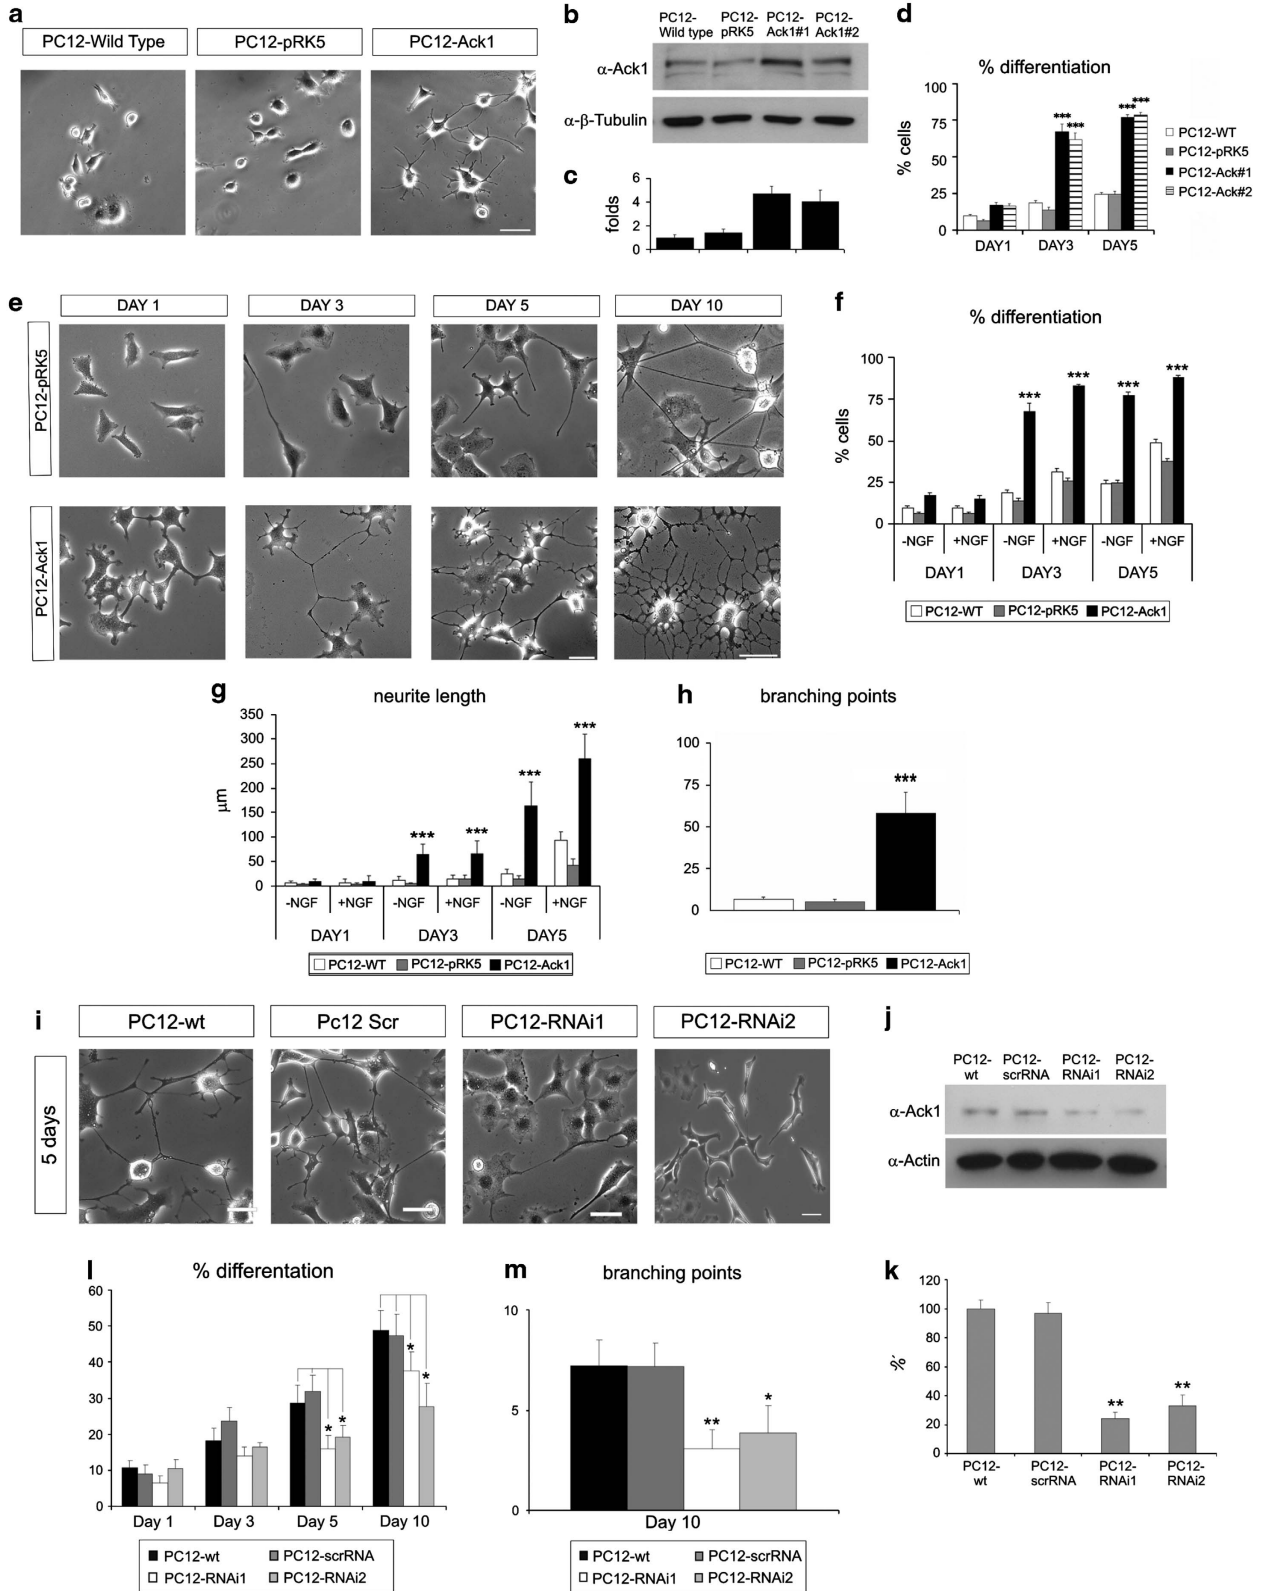 a
PC12-Wild Type
PC12-pRK5
PC12-Ack1
b
PC12- PC12- PC12- PC12-
Wild type pRK5 Ack1#1 Ack1#2
α-Ack1
α-β-Tubulin
c
folds
6
4
2
0
d
% differentiation
% cells
100
75
50
25
0
*** *** *** ***
DAY1 DAY3 DAY5
PC12-WT
PC12-pRK5
PC12-Ack#1
PC12-Ack#2
e
DAY 1 DAY 3 DAY 5 DAY 10
PC12-pRK5
PC12-Ack1
f
% differentiation
% cells
100
75
50
25
0
*** *** *** ***
-NGF +NGF -NGF +NGF -NGF +NGF
DAY1 DAY3 DAY5
PC12-WT PC12-pRK5 PC12-Ack1
g
neurite length
µm
350
300
250
200
150
100
50
0
*** *** *** ***
-NGF +NGF -NGF +NGF -NGF +NGF
DAY1 DAY3 DAY5
PC12-WT PC12-pRK5 PC12-Ack1
h
branching points
100
75
50
25
0
***
PC12-WT PC12-pRK5 PC12-Ack1
i
PC12-wt
Pc12 Scr
PC12-RNAi1
PC12-RNAi2
5 days
j
PC12- PC12- PC12- PC12-
wt scrRNA RNAi1 RNAi2
α-Ack1
α-Actin
l
% differentation
60
50
40
30
20
10
0
* * * *
Day 1 Day 3 Day 5 Day 10
PC12-wt PC12-scrRNA
PC12-RNAi1 PC12-RNAi2
m
branching points
10
5
0
** *
Day 10
PC12-wt PC12-scrRNA
PC12-RNAi1 PC12-RNAi2
k
120
100
80
60
40
20
0
** **
PC12- PC12- PC12- PC12-
wt scrRNA RNAi1 RNAi2